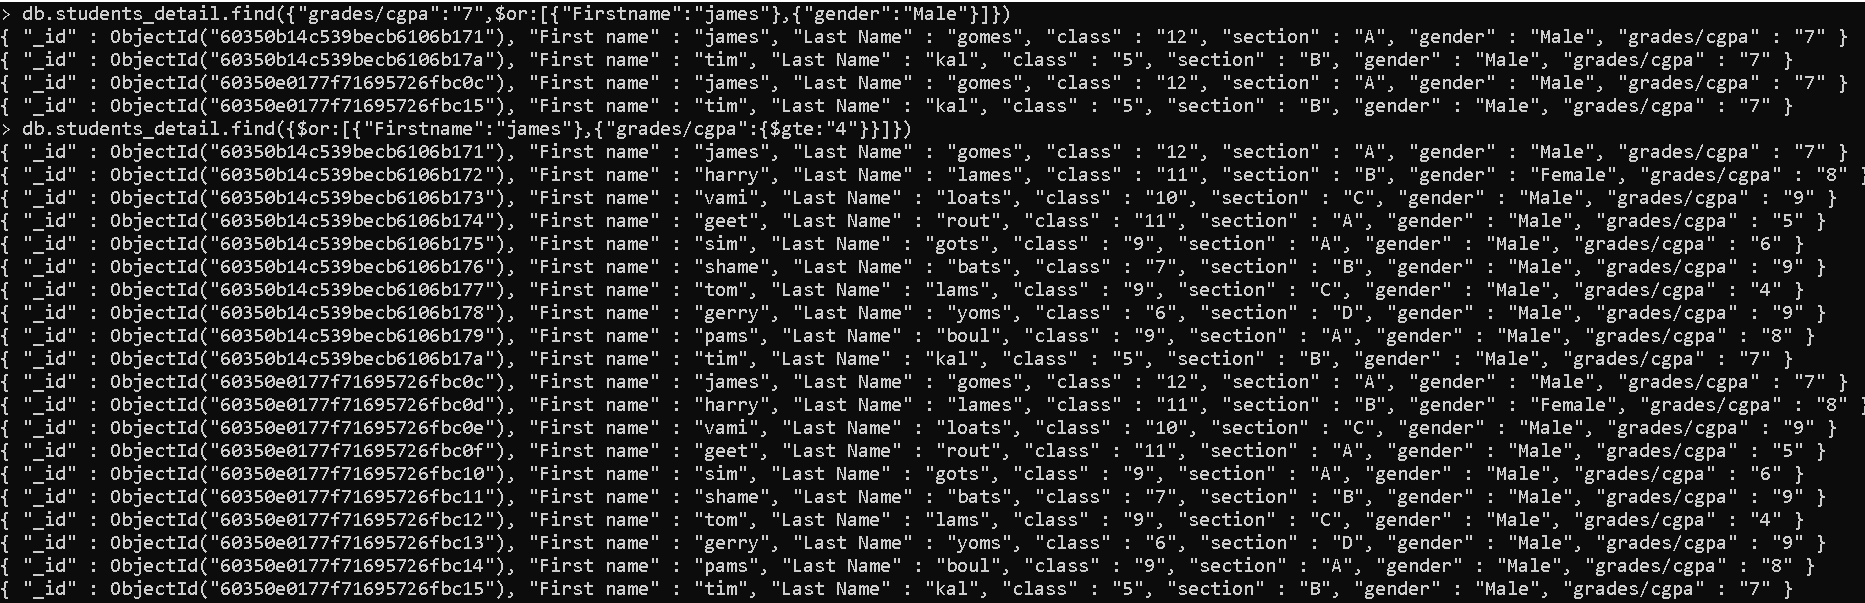 > db.students_detail.find({"grades/cgpa":"7",$or:[{"Firstname":"james"},{"gender":"Male"}]})
{ "_id" : ObjectId("60350b14c539becb6106b171"), "First name" : "james", "Last Name" : "gomes", "class" : "12", "section" : "A", "gender" : "Male", "grades/cgpa" : "7" }
{ "_id" : ObjectId("60350b14c539becb6106b17a"), "First name" : "tim", "Last Name" : "kal", "class" : "5", "section" : "B", "gender" : "Male", "grades/cgpa" : "7" }
{ "_id" : ObjectId("60350e0177f71695726fbc0c"), "First name" : "james", "Last Name" : "gomes", "class" : "12", "section" : "A", "gender" : "Male", "grades/cgpa" : "7" }
{ "_id" : ObjectId("60350e0177f71695726fbc15"), "First name" : "tim", "Last Name" : "kal", "class" : "5", "section" : "B", "gender" : "Male", "grades/cgpa" : "7" }
> db.students_detail.find({$or:[{"Firstname":"james"},{"grades/cgpa":{$gte:"4"}}]})
{ "_id" : ObjectId("60350b14c539becb6106b171"), "First name" : "james", "Last Name" : "gomes", "class" : "12", "section" : "A", "gender" : "Male", "grades/cgpa" : "7" }
{ "_id" : ObjectId("60350b14c539becb6106b172"), "First name" : "harry", "Last Name" : "lames", "class" : "11", "section" : "B", "gender" : "Female", "grades/cgpa" : "8" }
{ "_id" : ObjectId("60350b14c539becb6106b173"), "First name" : "vami", "Last Name" : "loats", "class" : "10", "section" : "C", "gender" : "Male", "grades/cgpa" : "9" }
{ "_id" : ObjectId("60350b14c539becb6106b174"), "First name" : "geet", "Last Name" : "rout", "class" : "11", "section" : "A", "gender" : "Male", "grades/cgpa" : "5" }
{ "_id" : ObjectId("60350b14c539becb6106b175"), "First name" : "sim", "Last Name" : "gots", "class" : "9", "section" : "A", "gender" : "Male", "grades/cgpa" : "6" }
{ "_id" : ObjectId("60350b14c539becb6106b176"), "First name" : "shame", "Last Name" : "bats", "class" : "7", "section" : "B", "gender" : "Male", "grades/cgpa" : "9" }
{ "_id" : ObjectId("60350b14c539becb6106b177"), "First name" : "tom", "Last Name" : "lams", "class" : "9", "section" : "C", "gender" : "Male", "grades/cgpa" : "4" }
{ "_id" : ObjectId("60350b14c539becb6106b178"), "First name" : "gerry", "Last Name" : "yoms", "class" : "6", "section" : "D", "gender" : "Male", "grades/cgpa" : "9" }
{ "_id" : ObjectId("60350b14c539becb6106b179"), "First name" : "pams", "Last Name" : "boul", "class" : "9", "section" : "A", "gender" : "Male", "grades/cgpa" : "8" }
{ "_id" : ObjectId("60350b14c539becb6106b17a"), "First name" : "tim", "Last Name" : "kal", "class" : "5", "section" : "B", "gender" : "Male", "grades/cgpa" : "7" }
{ "_id" : ObjectId("60350e0177f71695726fbc0c"), "First name" : "james", "Last Name" : "gomes", "class" : "12", "section" : "A", "gender" : "Male", "grades/cgpa" : "7" }
{ "_id" : ObjectId("60350e0177f71695726fbc0d"), "First name" : "harry", "Last Name" : "lames", "class" : "11", "section" : "B", "gender" : "Female", "grades/cgpa" : "8" }
{ "_id" : ObjectId("60350e0177f71695726fbc0e"), "First name" : "vami", "Last Name" : "loats", "class" : "10", "section" : "C", "gender" : "Male", "grades/cgpa" : "9" }
{ "_id" : ObjectId("60350e0177f71695726fbc0f"), "First name" : "geet", "Last Name" : "rout", "class" : "11", "section" : "A", "gender" : "Male", "grades/cgpa" : "5" }
{ "_id" : ObjectId("60350e0177f71695726fbc10"), "First name" : "sim", "Last Name" : "gots", "class" : "9", "section" : "A", "gender" : "Male", "grades/cgpa" : "6" }
{ "_id" : ObjectId("60350e0177f71695726fbc11"), "First name" : "shame", "Last Name" : "bats", "class" : "7", "section" : "B", "gender" : "Male", "grades/cgpa" : "9" }
{ "_id" : ObjectId("60350e0177f71695726fbc12"), "First name" : "tom", "Last Name" : "lams", "class" : "9", "section" : "C", "gender" : "Male", "grades/cgpa" : "4" }
{ "_id" : ObjectId("60350e0177f71695726fbc13"), "First name" : "gerry", "Last Name" : "yoms", "class" : "6", "section" : "D", "gender" : "Male", "grades/cgpa" : "9" }
{ "_id" : ObjectId("60350e0177f71695726fbc14"), "First name" : "pams", "Last Name" : "boul", "class" : "9", "section" : "A", "gender" : "Male", "grades/cgpa" : "8" }
{ "_id" : ObjectId("60350e0177f71695726fbc15"), "First name" : "tim", "Last Name" : "kal", "class" : "5", "section" : "B", "gender" : "Male", "grades/cgpa" : "7" }